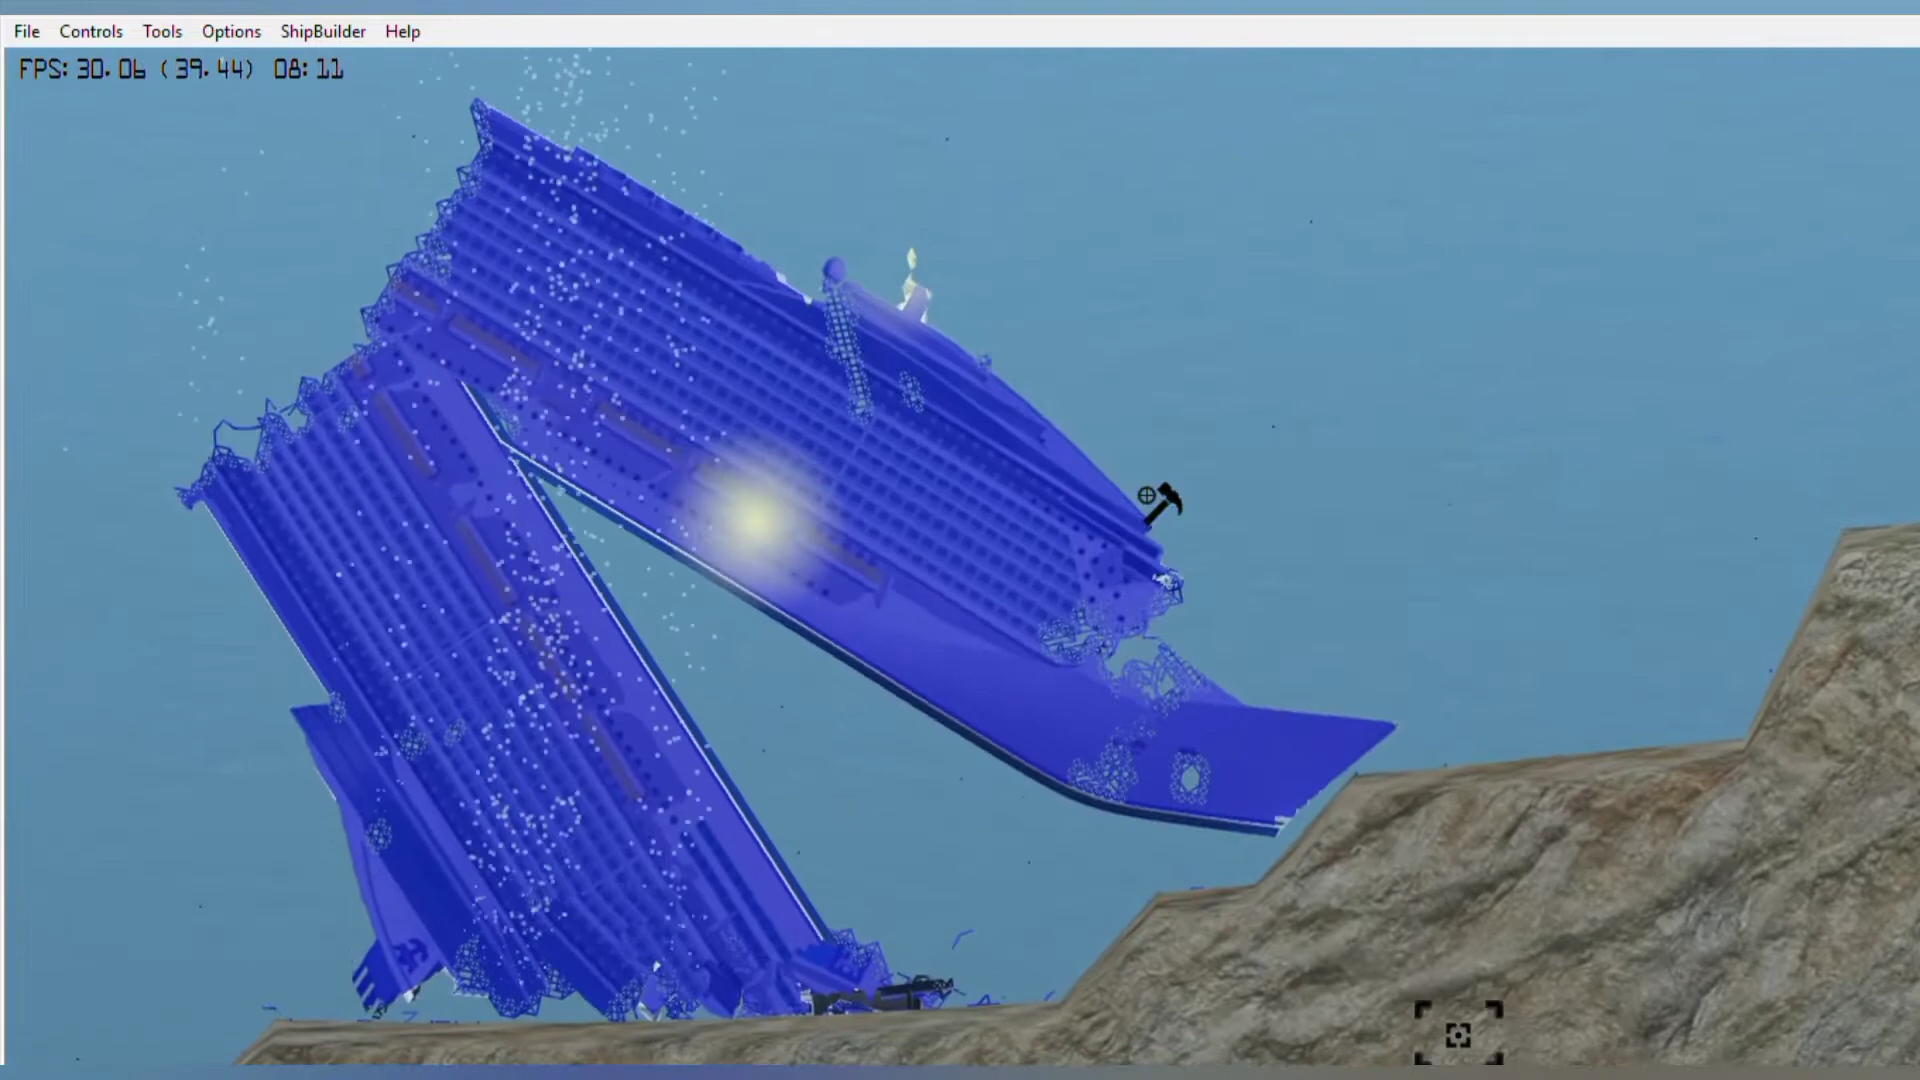 File Controls Tools Options ShipBuilder Help
FPS: 30.06 (39.44) 08:11